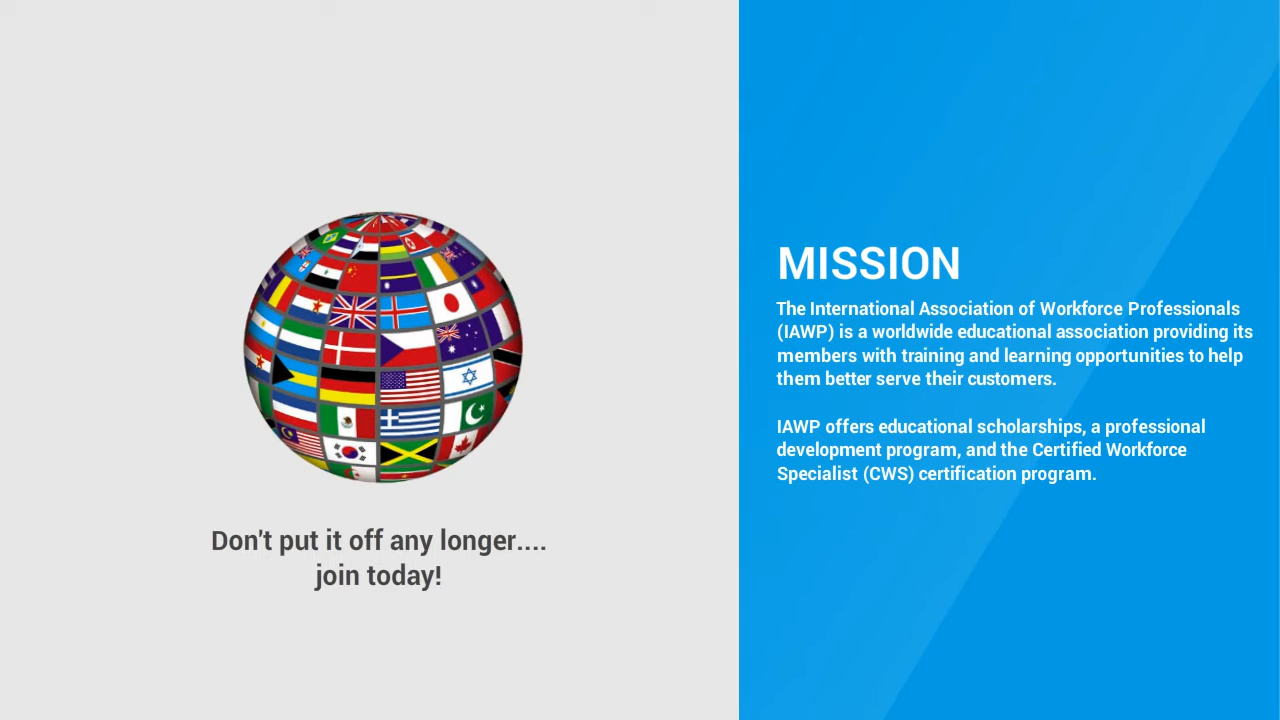 Don't put it off any longer....
join today!
MISSION
The International Association of Workforce Professionals
(IAWP) is a worldwide educational association providing its
members with training and learning opportunities to help
them better serve their customers.
IAWP offers educational scholarships, a professional
development program, and the Certified Workforce
Specialist (CWS) certification program.